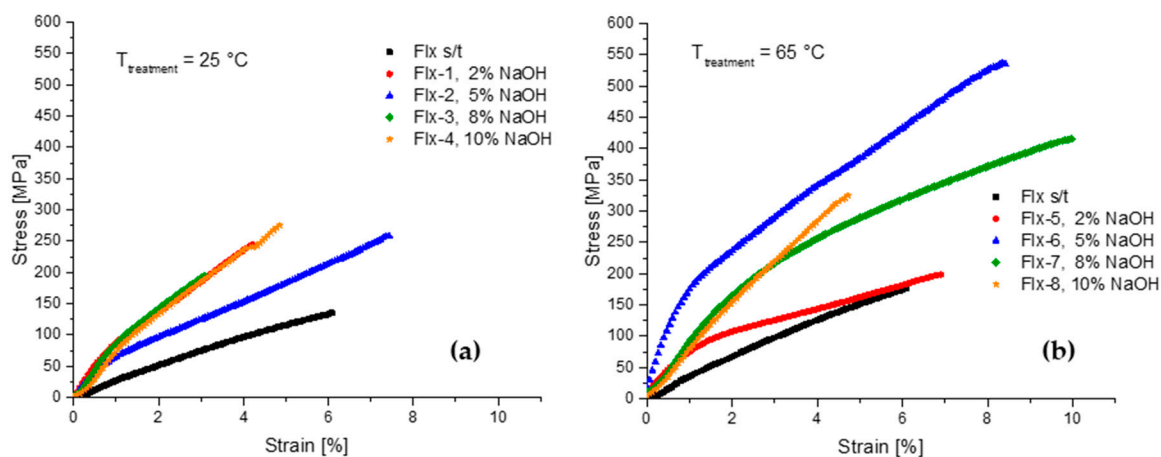 600
550
500
450
400
350
300
250
200
150
100
50
0
Stress [MPa]
T treatment = 25 °C
Flx s/t
Flx-1, 2% NaOH
Flx-2, 5% NaOH
Flx-3, 8% NaOH
Flx-4, 10% NaOH
(a)
0 2 4 6 8 10
Strain [%]
600
550
500
450
400
350
300
250
200
150
100
50
0
Stress [MPa]
T treatment = 65 °C
Flx s/t
Flx-5, 2% NaOH
Flx-6, 5% NaOH
Flx-7, 8% NaOH
Flx-8, 10% NaOH
(b)
0 2 4 6 8 10
Strain [%]